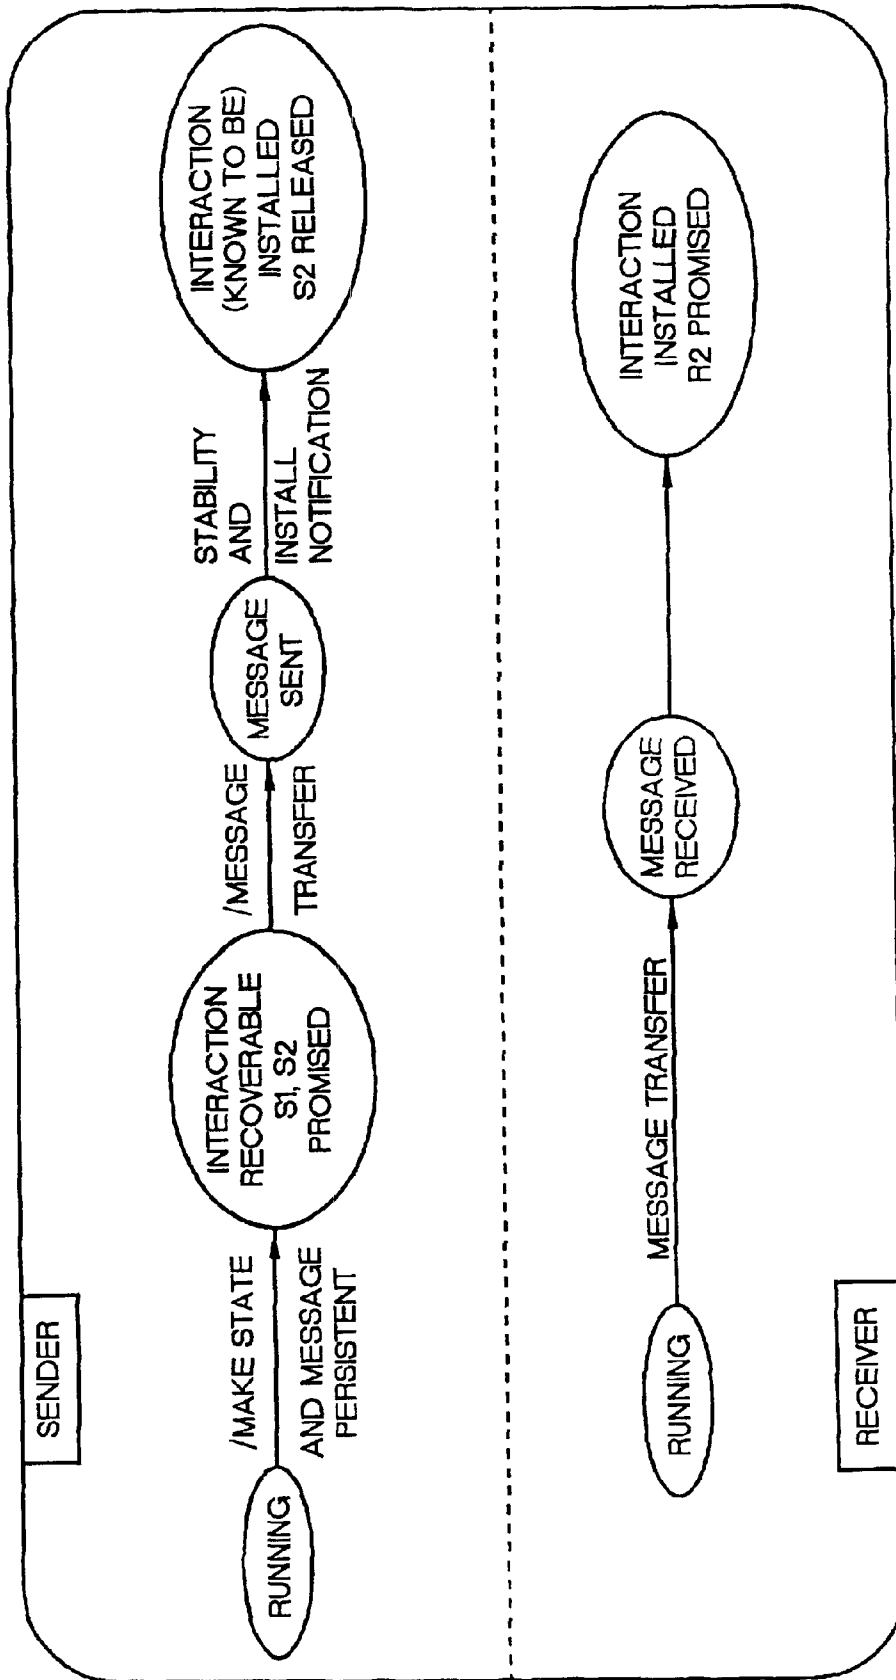 SENDER
RUNNING
/MAKE STATE
AND MESSAGE
PERSISTENT
INTERACTION
RECOVERABLE
S1, S2
PROMISED
/MESSAGE
TRANSFER
MESSAGE
SENT
STABILITY
AND
INSTALL
NOTIFICATION
INTERACTION
(KNOWN TO BE)
INSTALLED
S2 RELEASED
RUNNING
MESSAGE TRANSFER
MESSAGE
RECEIVED
INTERACTION
INSTALLED
R2 PROMISED
RECEIVER